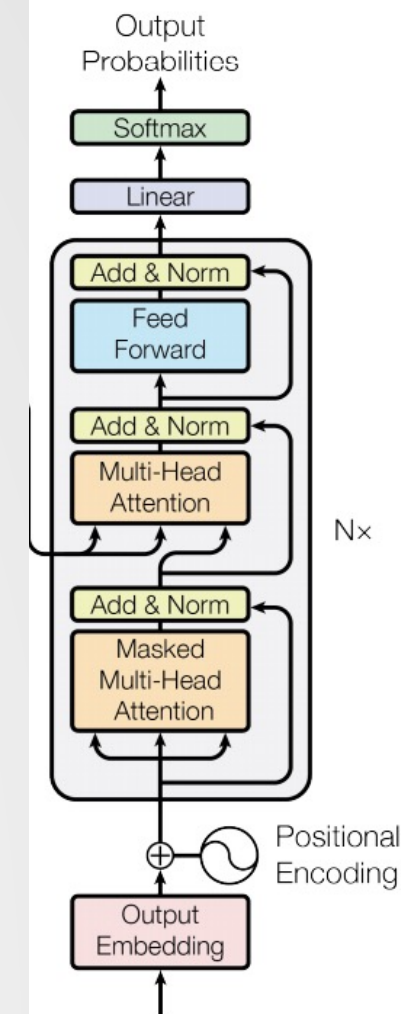 Output
Probabilities
Softmax
Linear
Add & Norm
Feed
Forward
Add & Norm
Multi-Head
Attention
N×
Add & Norm
Masked
Multi-Head
Attention
Positional
Encoding
Output
Embedding